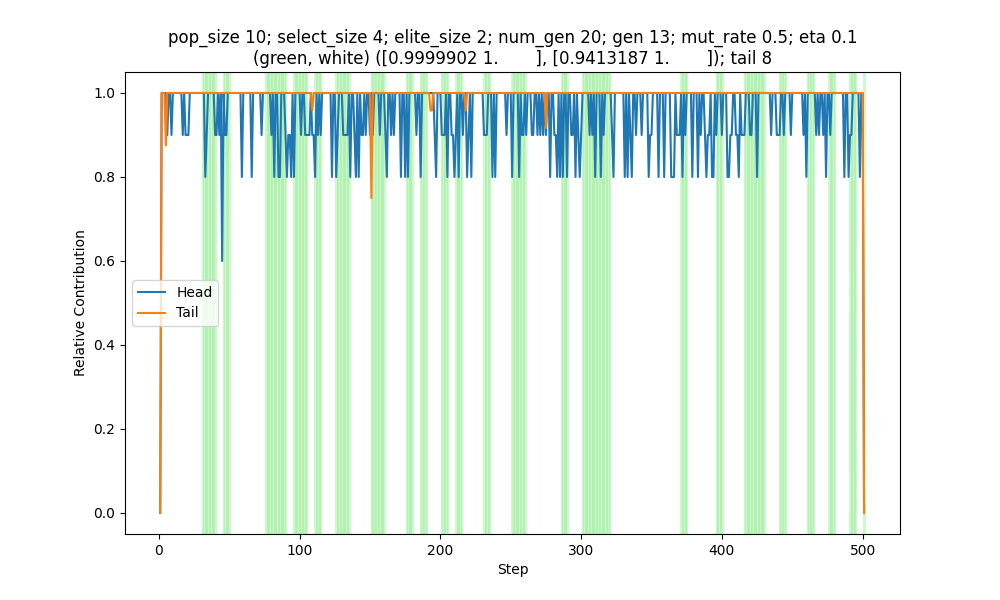 pop_size 10; select_size 4; elite_size 2; num_gen 20; gen 13; mut_rate 0.5; eta 0.1
(green, white) ([0.9999902 1.        ], [0.9413187 1.        ]); tail 8
1.0
0.8
0.6
0.4
0.2
0.0
Relative Contribution
Head
Tail
0
100
200
300
400
500
Step